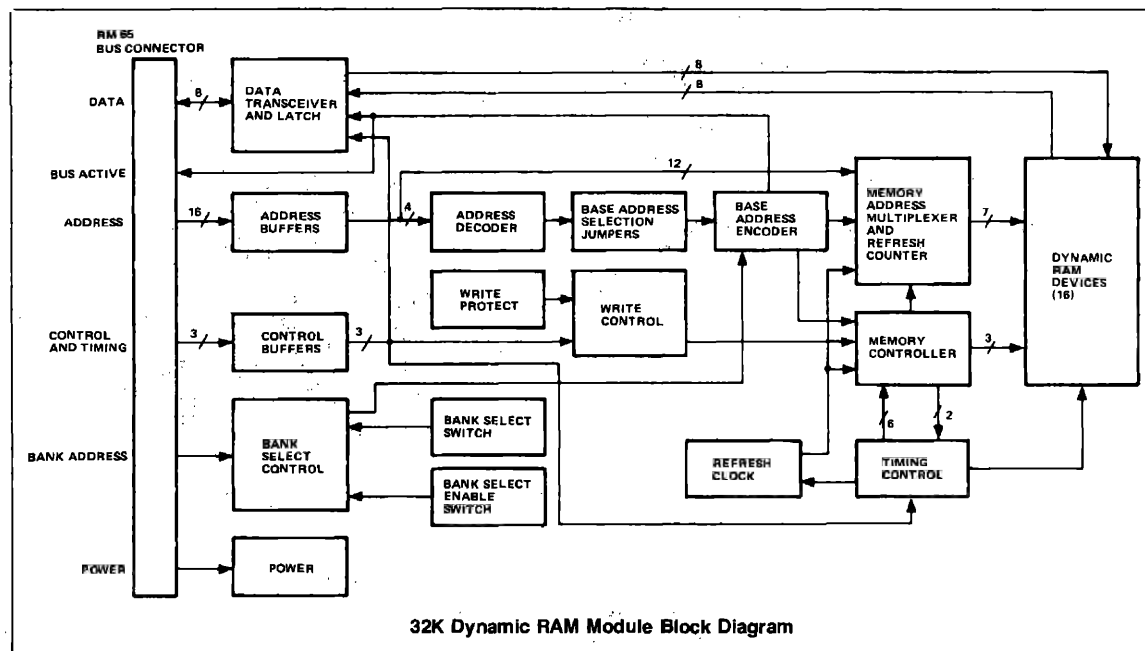 RM 65
BUS CONNECTOR
DATA
8
DATA
TRANSCEIVER
AND LATCH
8
8
BUS ACTIVE
12
ADDRESS
16
ADDRESS
BUFFERS
4
ADDRESS
DECODER
BASE ADDRESS
SELECTION
JUMPERS
BASE
ADDRESS
ENCODER
MEMORY
ADDRESS
MULTIPLEXER
AND
REFRESH
COUNTER
7
DYNAMIC
RAM
DEVICES
(16)
WRITE
PROTECT
WRITE
CONTROL
CONTROL
AND TIMING
3
CONTROL
BUFFERS
3
MEMORY
CONTROLLER
3
BANK ADDRESS
BANK
SELECT
CONTROL
BANK SELECT
SWITCH
BANK SELECT
ENABLE
SWITCH
6
2
REFRESH
CLOCK
TIMING
CONTROL
POWER
POWER
32K Dynamic RAM Module Block Diagram